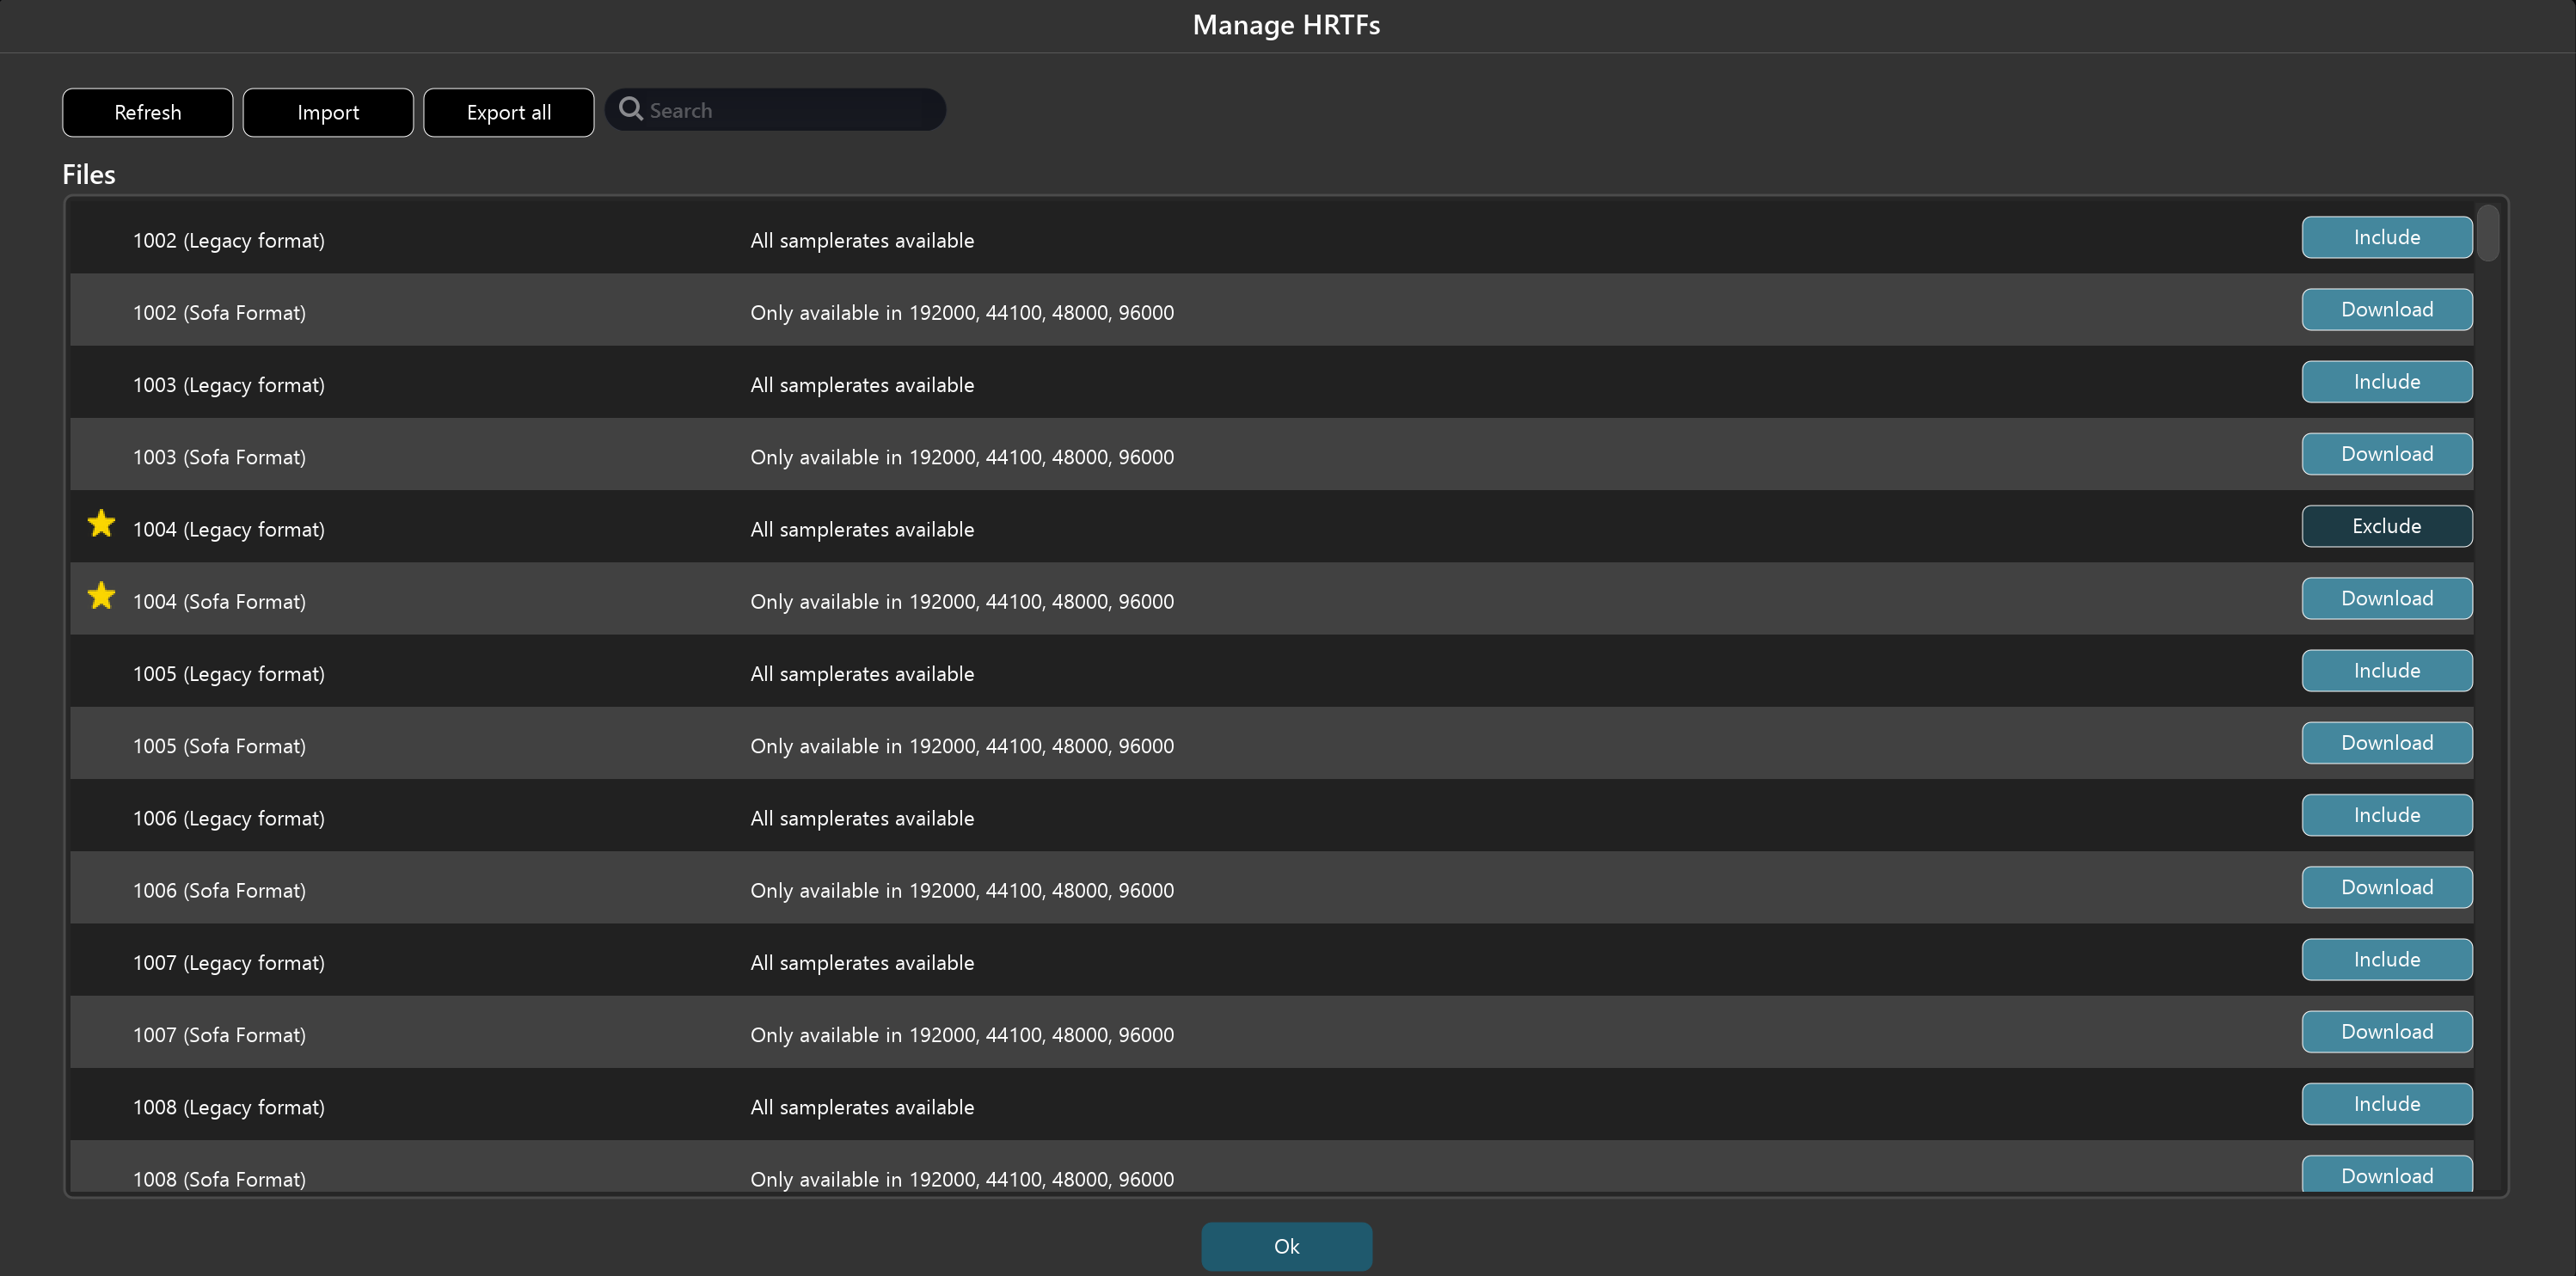 Manage HRTFs
Refresh Import Export all Search
Files
1002 (Legacy format) All samplerates available Include
1002 (Sofa Format) Only available in 192000, 44100, 48000, 96000 Download
1003 (Legacy format) All samplerates available Include
1003 (Sofa Format) Only available in 192000, 44100, 48000, 96000 Download
1004 (Legacy format) All samplerates available Exclude
1004 (Sofa Format) Only available in 192000, 44100, 48000, 96000 Download
1005 (Legacy format) All samplerates available Include
1005 (Sofa Format) Only available in 192000, 44100, 48000, 96000 Download
1006 (Legacy format) All samplerates available Include
1006 (Sofa Format) Only available in 192000, 44100, 48000, 96000 Download
1007 (Legacy format) All samplerates available Include
1007 (Sofa Format) Only available in 192000, 44100, 48000, 96000 Download
1008 (Legacy format) All samplerates available Include
1008 (Sofa Format) Only available in 192000, 44100, 48000, 96000 Download
Ok